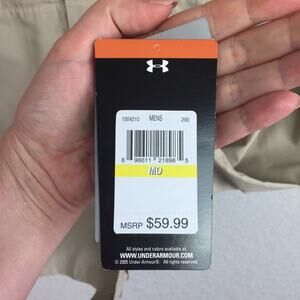 1004210 MENS 290
6 98611 21898 5
MD
MSRP $59.99
All styles and colors available at:
WWW.UNDERARMOUR.COM
© 2005 Under Armour®. All rights reserved.